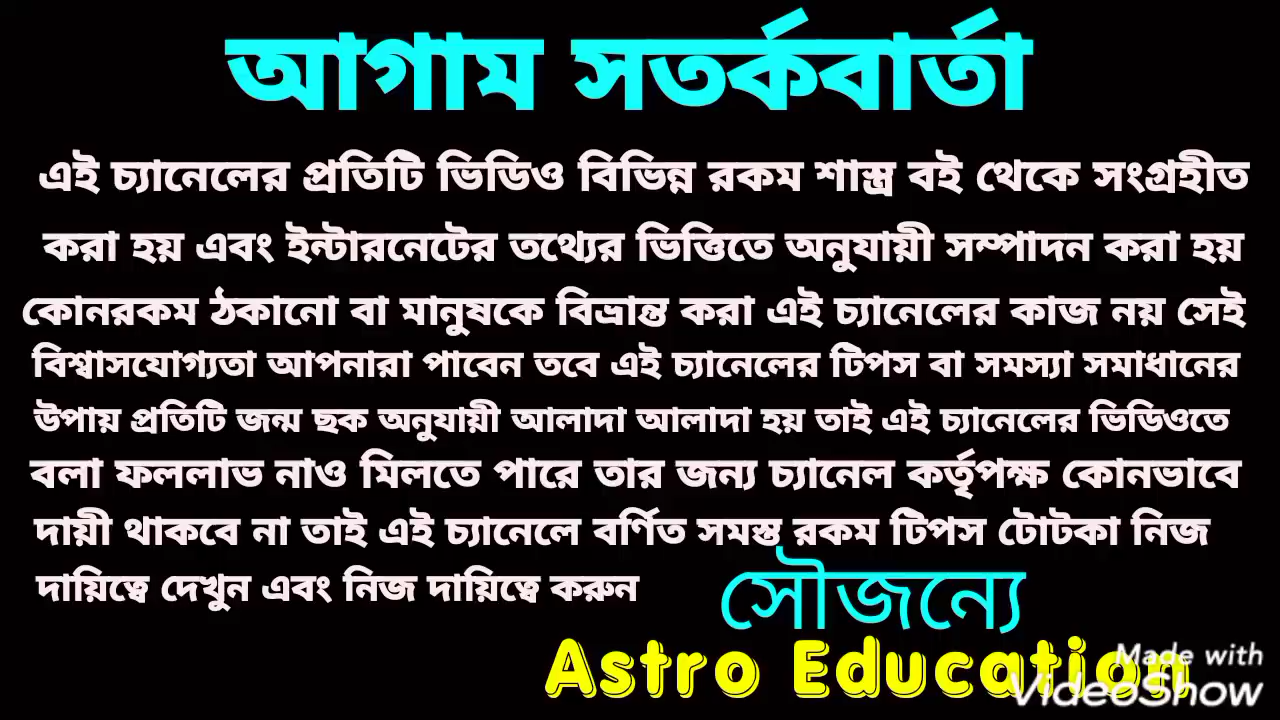 আগাম সতর্কবার্তা
এই চ্যানেলের প্রতিটি ভিডিও বিভিন্ন রকম শাস্ত্র বই থেকে সংগ্রহীত
করা হয় এবং ইন্টারনেটের তথ্যের ভিত্তিতে অনুযায়ী সম্পাদন করা হয়
কোনরকম ঠকানো বা মানুষকে বিভ্রান্ত করা এই চ্যানেলের কাজ নয় সেই
বিশ্বাসযোগ্যতা আপনারা পাবেন তবে এই চ্যানেলের টিপস বা সমস্যা সমাধানের
উপায় প্রতিটি জন্ম ছক অনুযায়ী আলাদা আলাদা হয় তাই এই চ্যানেলের ভিডিওতে
বলা ফললাভ নাও মিলতে পারে তার জন্য চ্যানেল কর্তৃপক্ষ কোনভাবে
দায়ী থাকবে না তাই এই চ্যানেলে বর্ণিত সমস্ত রকম টিপস টোটকা নিজ
দায়িত্বে দেখুন এবং নিজ দায়িত্বে করুন
সৌজন্যে
Astro Education
Made with
VideoShow